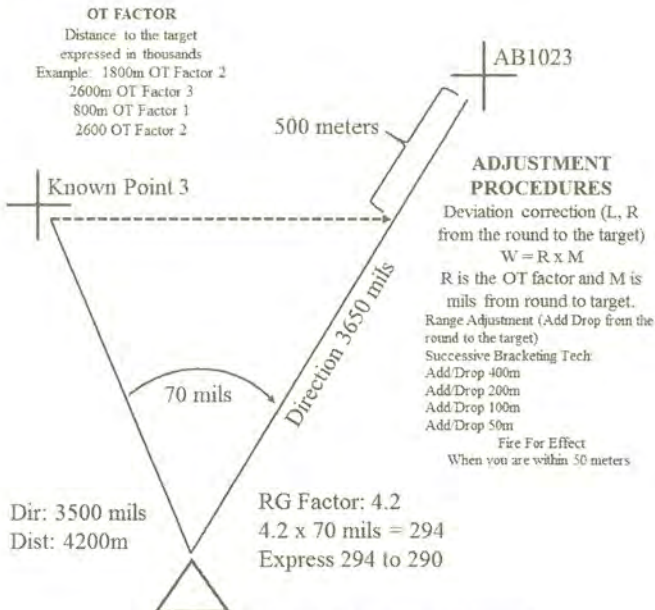 OT FACTOR
Distance to the target
expressed in thousands
Example: 1800m OT Factor 2
2600m OT Factor 3
800m OT Factor 1
2600 OT Factor 2
AB1023
500 meters
Known Point 3
ADJUSTMENT
PROCEDURES
Deviation correction (L, R
from the round to the target)
W = R x M
R is the OT factor and M is
mils from round to target.
Range Adjustment (Add Drop from the
round to the target)
Successive Bracketing Tech:
Add/Drop 400m
Add/Drop 200m
Add/Drop 100m
Add/Drop 50m
Fire For Effect
When you are within 50 meters
Direction 3650 mils
70 mils
Dir: 3500 mils
Dist: 4200m
RG Factor: 4.2
4.2 x 70 mils = 294
Express 294 to 290